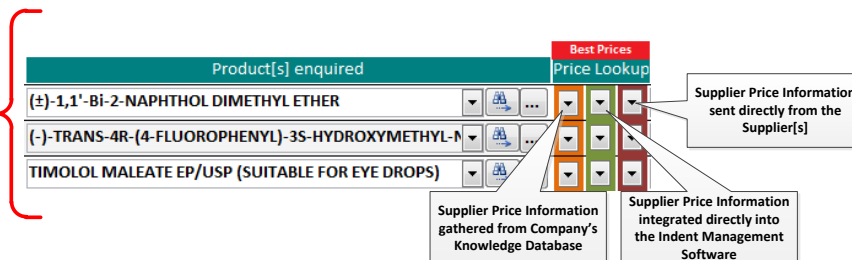 Best Prices
Product[s] enquired
Price Lookup
(±)-1,1'-Bi-2-NAPHTHOL DIMETHYL ETHER
...
(-)-TRANS-4R-(4-FLUOROPHENYL)-3S-HYDROXYMETHYL-
...
TIMOLOL MALEATE EP/USP (SUITABLE FOR EYE DROPS)
Supplier Price Information
sent directly from the
Supplier[s]
Supplier Price Information
gathered from Company's
Knowledge Database
Supplier Price Information
integrated directly into
the Indent Management
Software